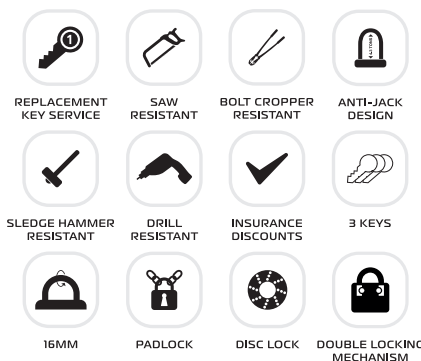 REPLACEMENT
KEY SERVICE
SAW
RESISTANT
BOLT CROPPER
RESISTANT
ANTI-JACK
DESIGN
SLEDGE HAMMER
RESISTANT
DRILL
RESISTANT
INSURANCE
DISCOUNTS
3 KEYS
16MM
PADLOCK
DISC LOCK
DOUBLE LOCKING
MECHANISM
1